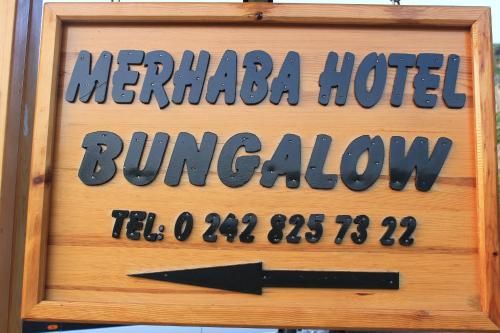 MERHABA HOTEL
BUNGALOW
TEL: 0 242 825 73 22